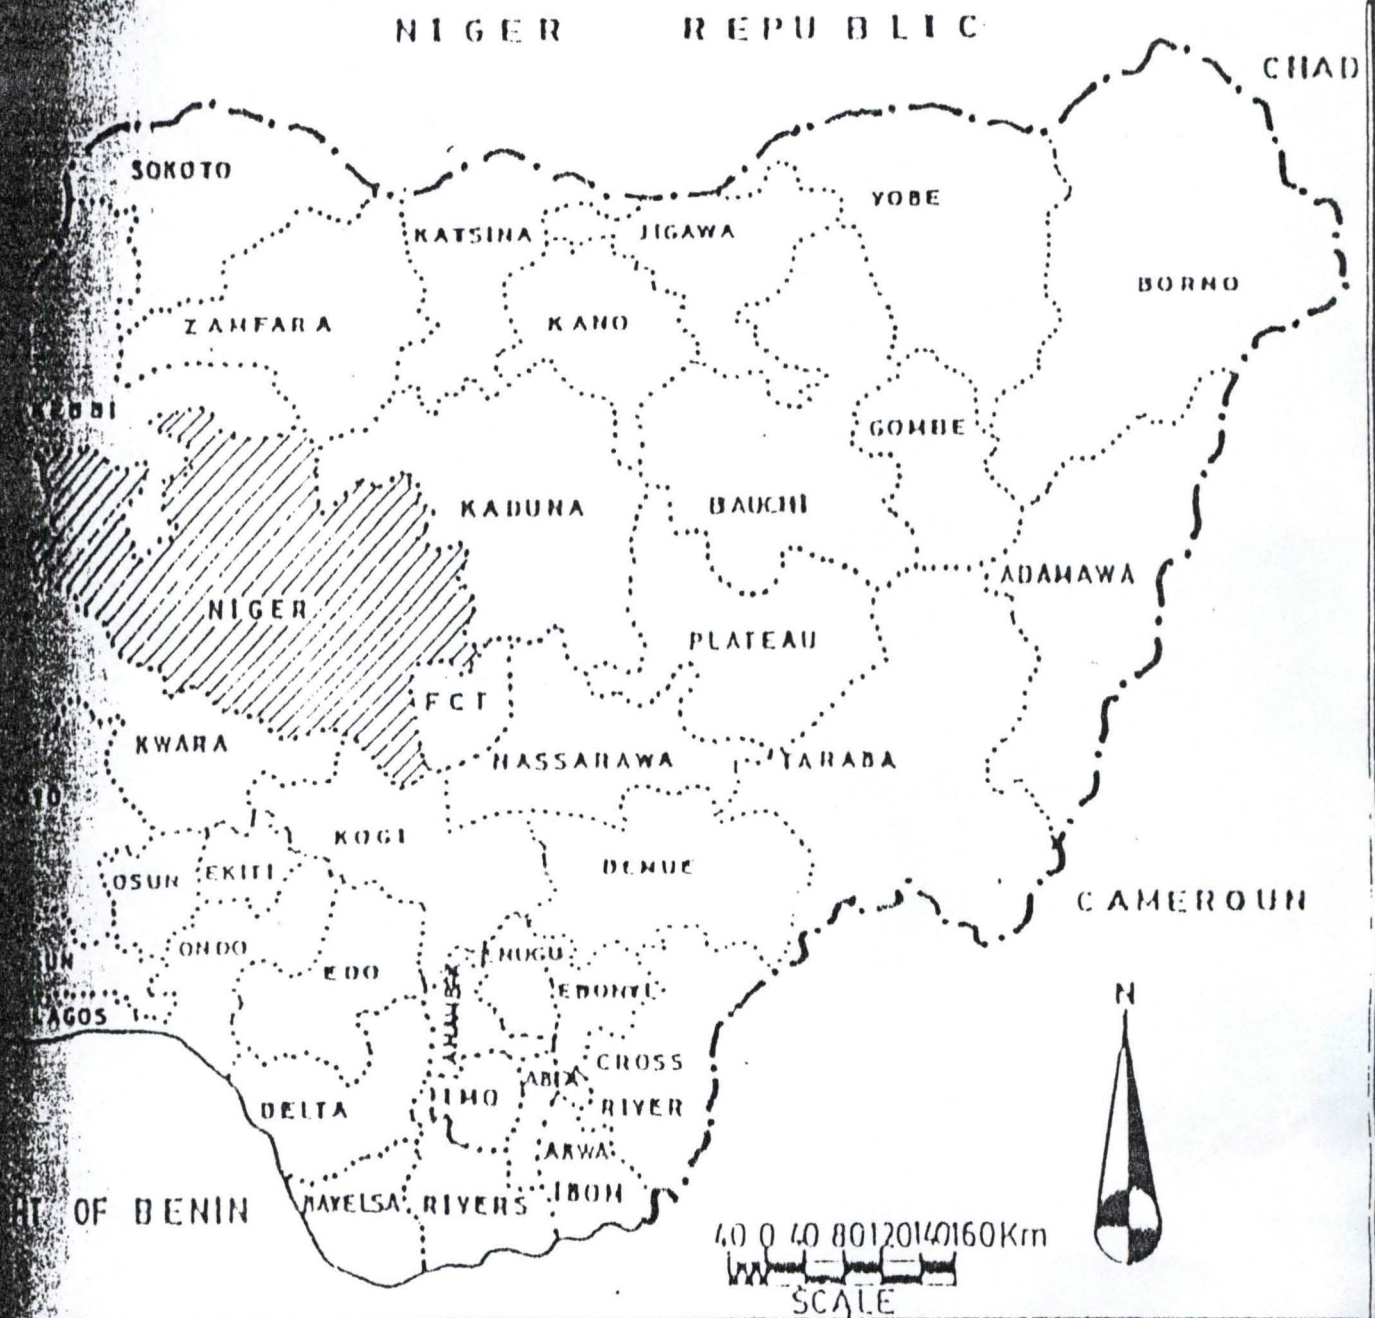 NIGER REPUBLIC
CHAD
SOKOTO
YOBE
KATSINA
JIGAWA
BORNO
ZAMFARA
KANO
KEBBI
GOMBE
KADUNA
BAUCHI
ADAMAWA
NIGER
PLATEAU
FCT
KWARA
NASSARAWA
TARABA
KOGI
BENUE
OSUN
EKITI
CAMEROUN
ONDO
ENUGU
EDO
EBONYI
N
LAGOS
ANAMBRA
CROSS
RIVER
ABIA
IMO
DELTA
AKWA
IBOM
BAYELSA
RIVERS
HT OF BENIN
40 0 40 80 120 140 160 Km
SCALE